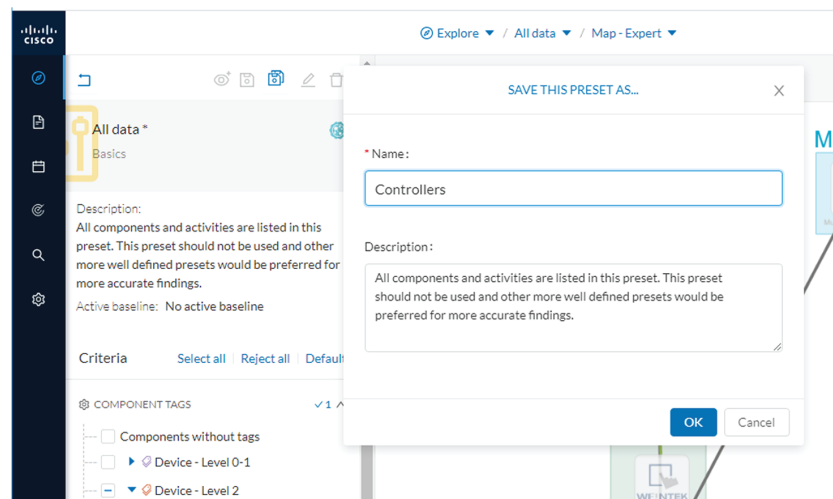 CISCO
Explore / All data / Map - Expert
All data *
Basics
Description:
All components and activities are listed in this
preset. This preset should not be used and other
more well defined presets would be preferred for
more accurate findings.
Active baseline: No active baseline
Criteria Select all Reject all Default
COMPONENT TAGS 1
Components without tags
Device - Level 0-1
Device - Level 2
SAVE THIS PRESET AS...
* Name:
Controllers
Description:
All components and activities are listed in this preset. This preset
should not be used and other more well defined presets would be
preferred for more accurate findings.
OK Cancel
M
WEINTEK